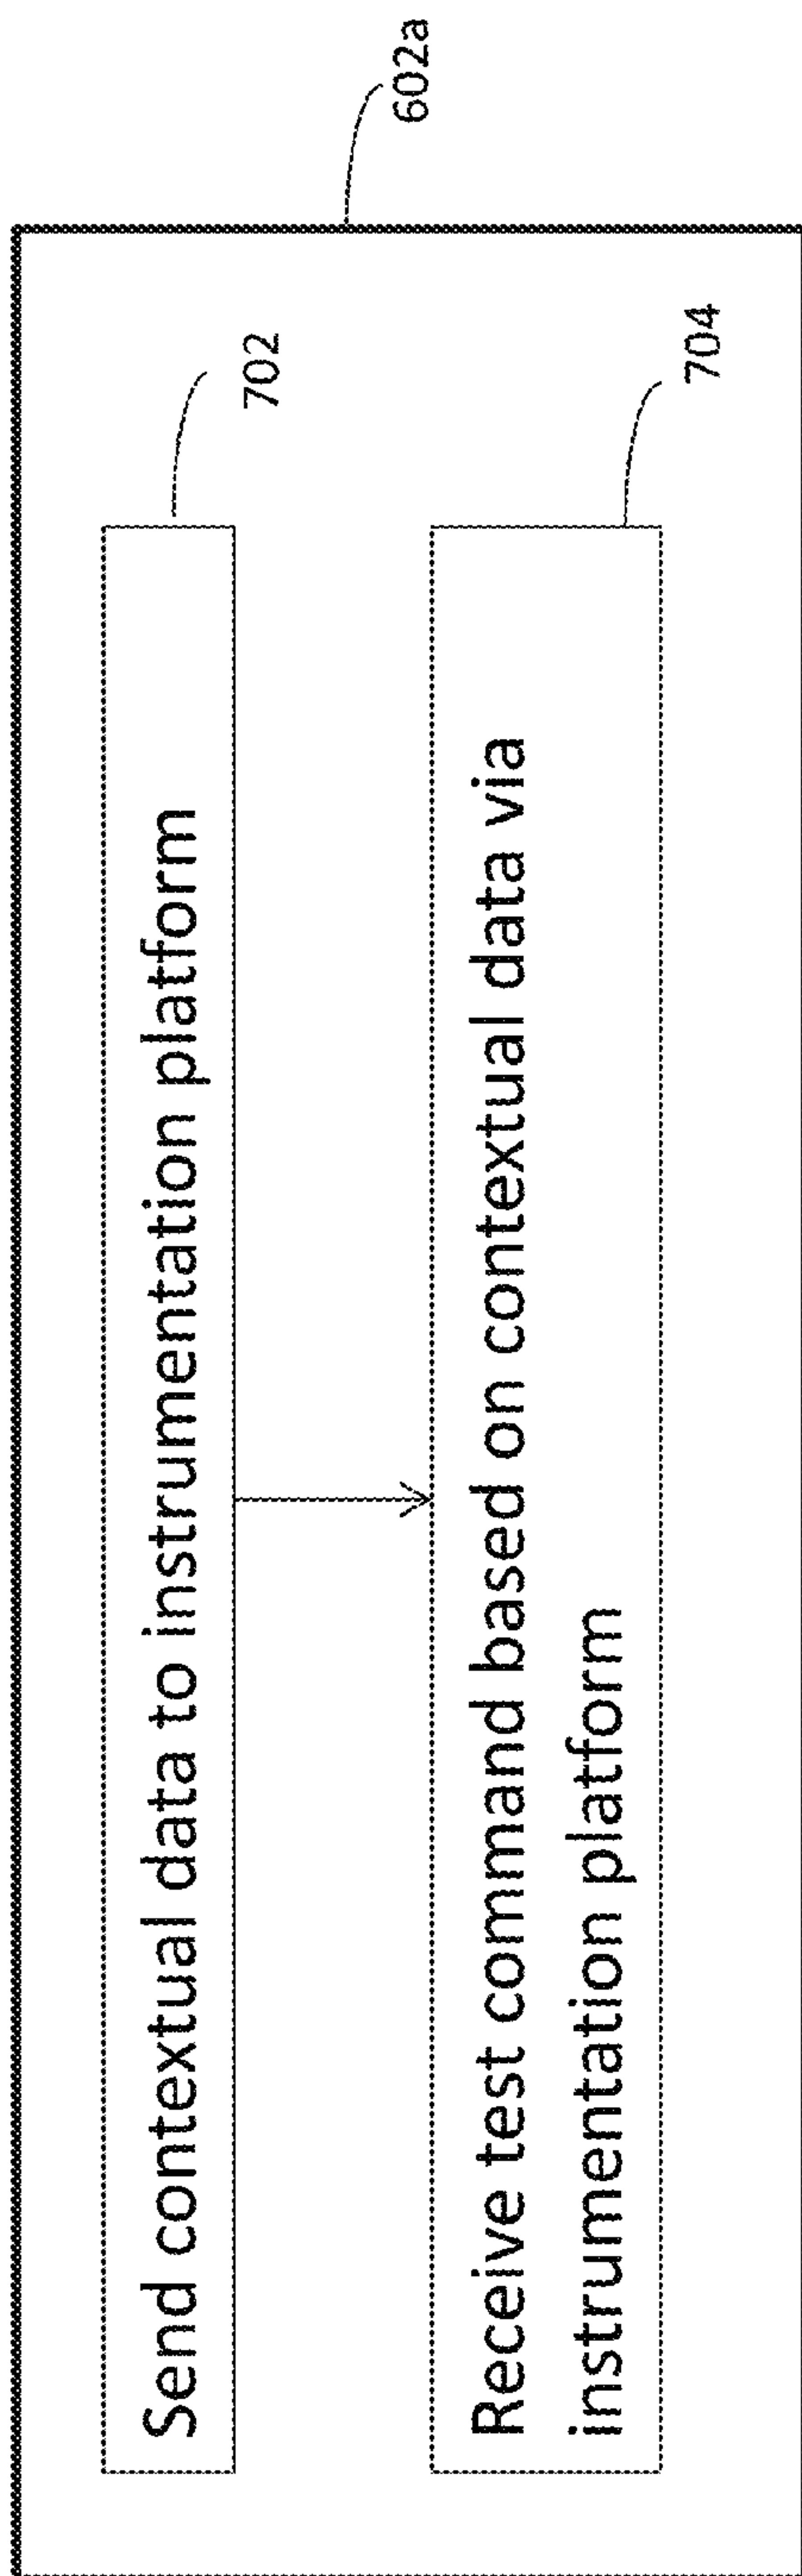 602a
702
Send contextual data to instrumentation platform
704
Receive test command based on contextual data via
instrumentation platform